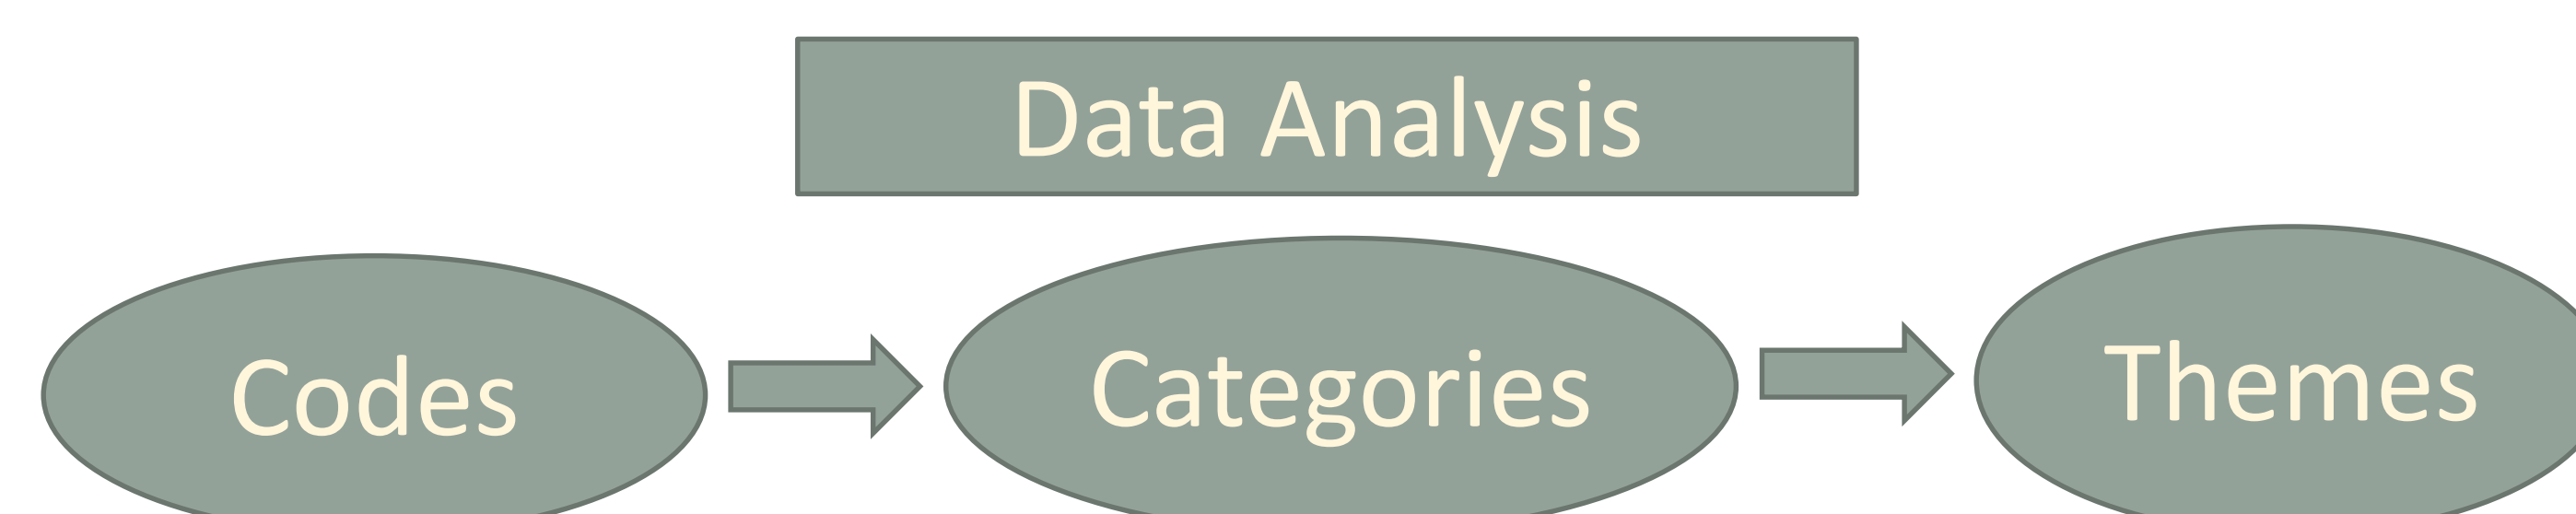 Data Analysis
Codes
Categories
Themes